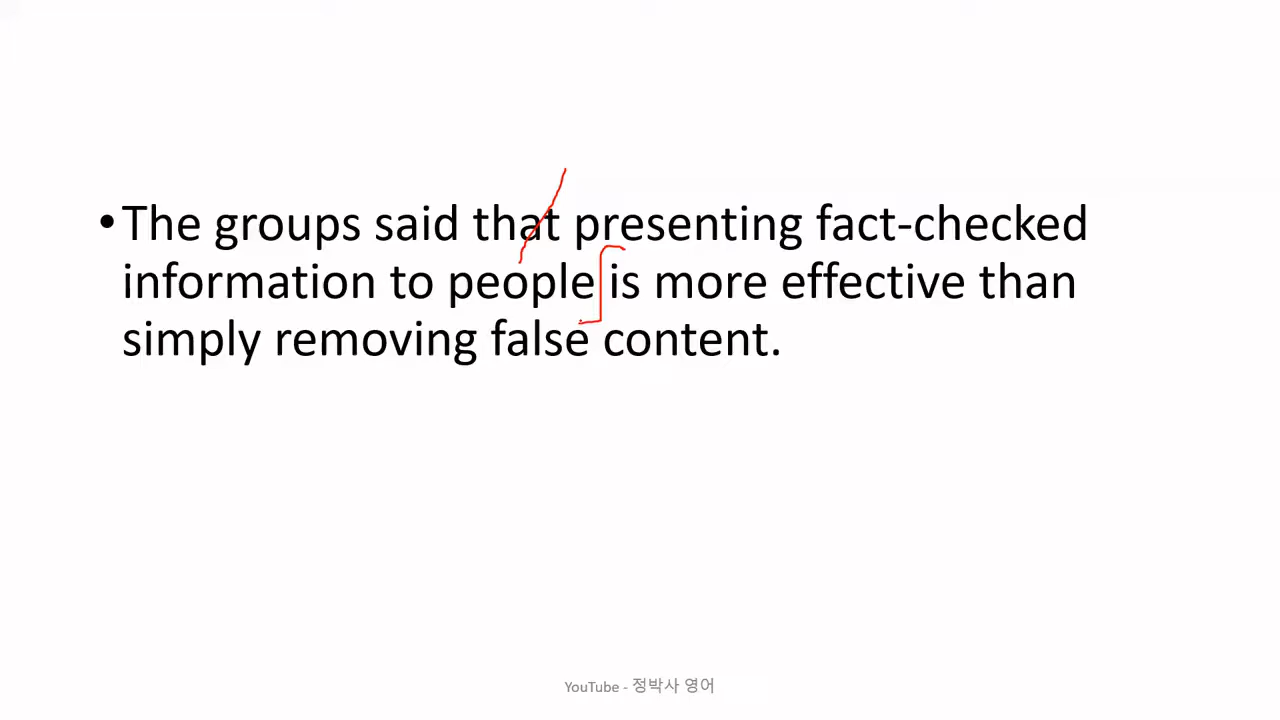 •The groups said that presenting fact-checked
information to people is more effective than
simply removing false content.
YouTube - 정박사 영어